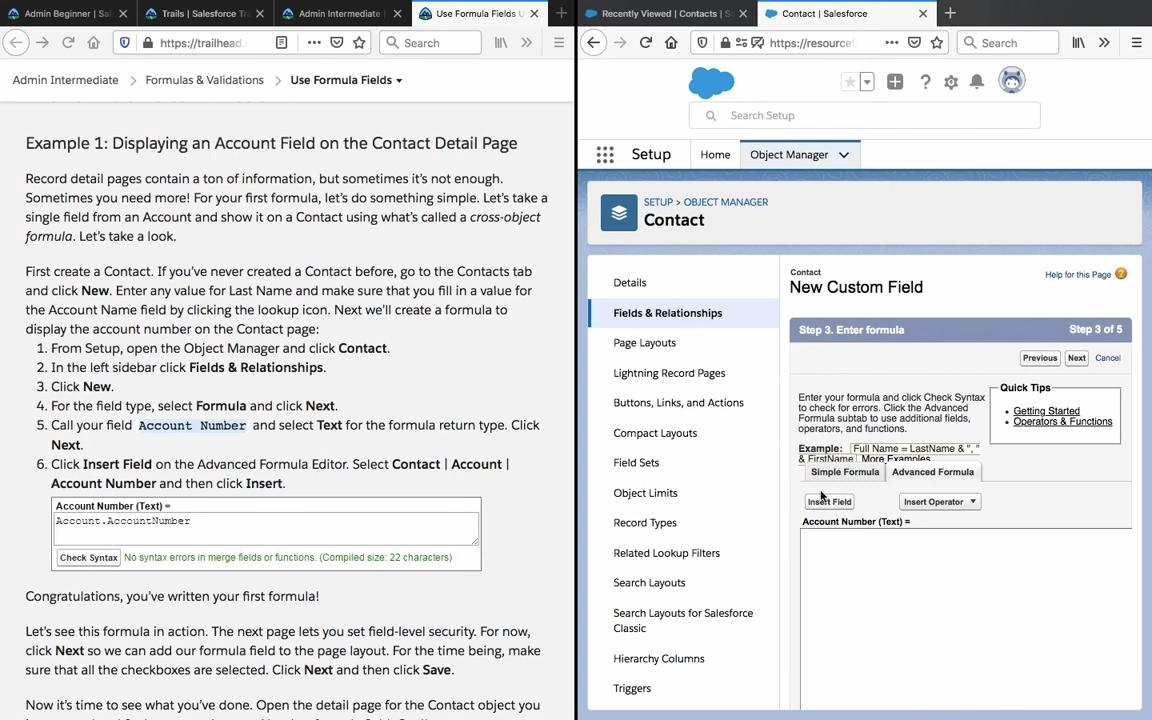 Admin Beginner | Sal
Trails | Salesforce Tra
Admin Intermediate |
Use Formula Fields U
https://trailhead.
Search
Admin Intermediate
Formulas & Validations
Use Formula Fields
Example 1: Displaying an Account Field on the Contact Detail Page
Record detail pages contain a ton of information, but sometimes it's not enough.
Sometimes you need more! For your first formula, let's do something simple. Let's take a
single field from an Account and show it on a Contact using what's called a cross-object
formula. Let's take a look.
First create a Contact. If you've never created a Contact before, go to the Contacts tab
and click New. Enter any value for Last Name and make sure that you fill in a value for
the Account Name field by clicking the lookup icon. Next we'll create a formula to
display the account number on the Contact page:
1. From Setup, open the Object Manager and click Contact.
2. In the left sidebar click Fields & Relationships.
3. Click New.
4. For the field type, select Formula and click Next.
5. Call your field Account Number and select Text for the formula return type. Click
Next.
6. Click Insert Field on the Advanced Formula Editor. Select Contact | Account |
Account Number and then click Insert.
Account Number (Text) =
Account.AccountNumber
Check Syntax No syntax errors in merge fields or functions. (Compiled size: 22 characters)
Congratulations, you've written your first formula!
Let's see this formula in action. The next page lets you set field-level security. For now,
click Next so we can add our formula field to the page layout. For the time being, make
sure that all the checkboxes are selected. Click Next and then click Save.
Now it's time to see what you've done. Open the detail page for the Contact object you
Recently Viewed | Contacts | S
Contact | Salesforce
https://resourcef
Search
Search Setup
Setup
Home
Object Manager
SETUP > OBJECT MANAGER
Contact
Details
Fields & Relationships
Page Layouts
Lightning Record Pages
Buttons, Links, and Actions
Compact Layouts
Field Sets
Object Limits
Record Types
Related Lookup Filters
Search Layouts
Search Layouts for Salesforce
Classic
Hierarchy Columns
Triggers
Contact
New Custom Field
Help for this Page
Step 3. Enter formula
Step 3 of 5
Previous
Next
Cancel
Enter your formula and click Check Syntax
to check for errors. Click the Advanced
Formula subtab to use additional fields,
operators, and functions.
Quick Tips
Getting Started
Operators & Functions
Example: Full Name = LastName & ", "
& FirstName More Examples
Simple Formula
Advanced Formula
Insert Field
Insert Operator
Account Number (Text) =